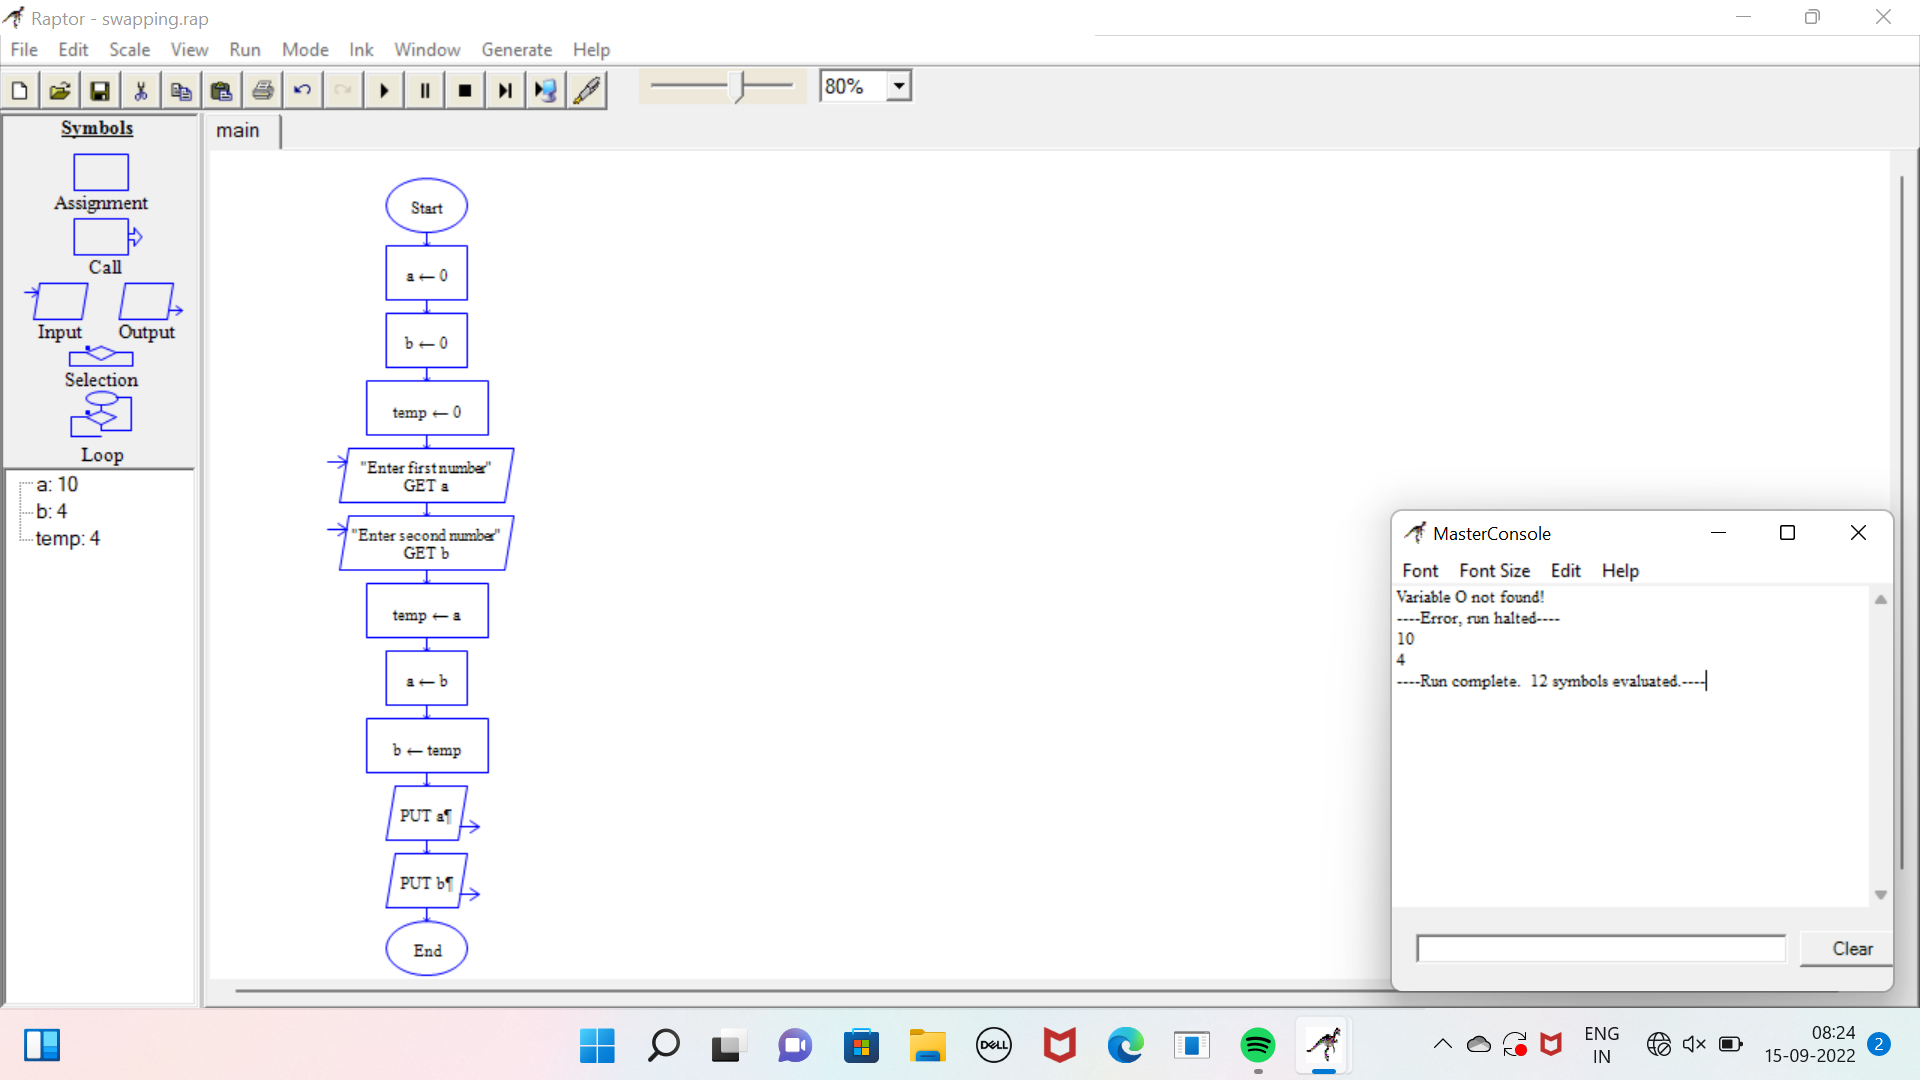 Raptor - swapping.rap
File Edit Scale View Run Mode Ink Window Generate Help
80%
Symbols
Assignment
Call
Input Output
Selection
Loop
a: 10
b: 4
temp: 4
main
Start
a ← 0
b ← 0
temp ← 0
"Enter first number"
GET a
"Enter second number"
GET b
temp ← a
a ← b
b ← temp
PUT a¶
PUT b¶
End
MasterConsole
Font Font Size Edit Help
Variable O not found!
----Error, run halted----
10
4
----Run complete. 12 symbols evaluated.----
Clear
DELL
ENG
IN
08:24
15-09-2022
2